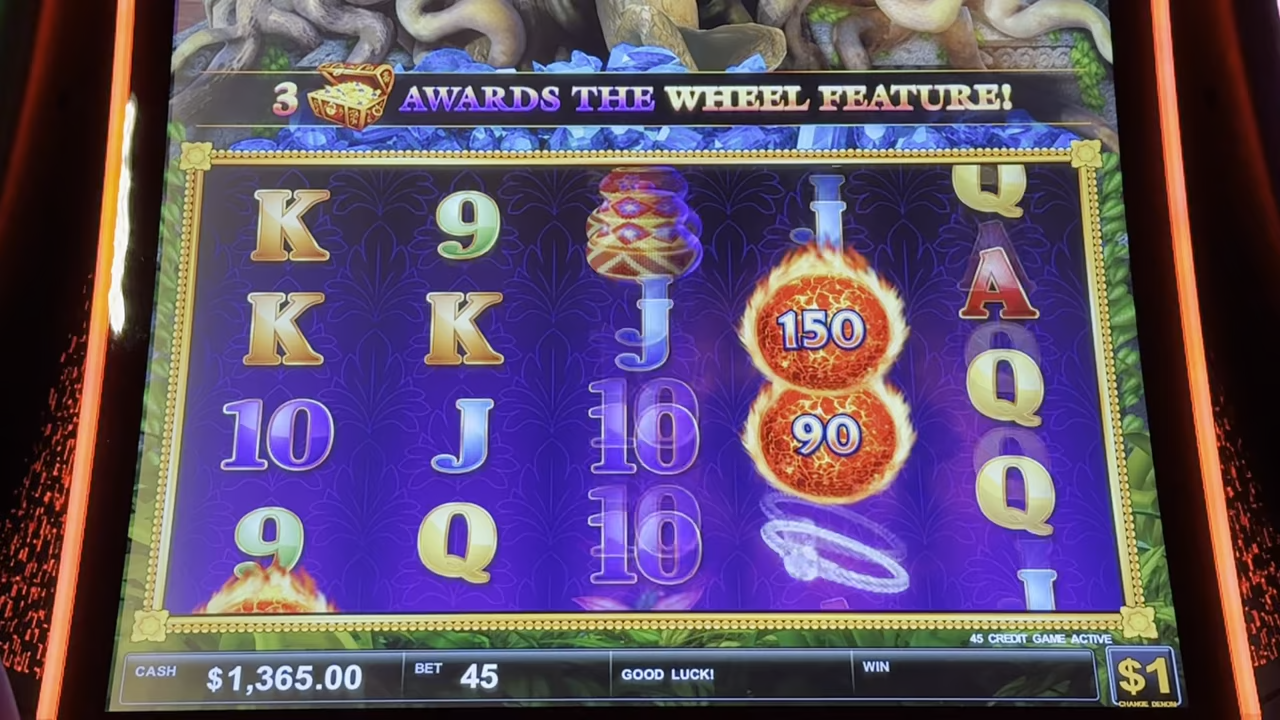 3 AWARDS THE WHEEL FEATURE!
K 9 J Q
K K J 150 A
10 J 10 90 Q
9 Q 10 Q
J
45 CREDIT GAME ACTIVE
CASH $1,365.00 BET 45 GOOD LUCK! WIN $1
CHANGE DENOM